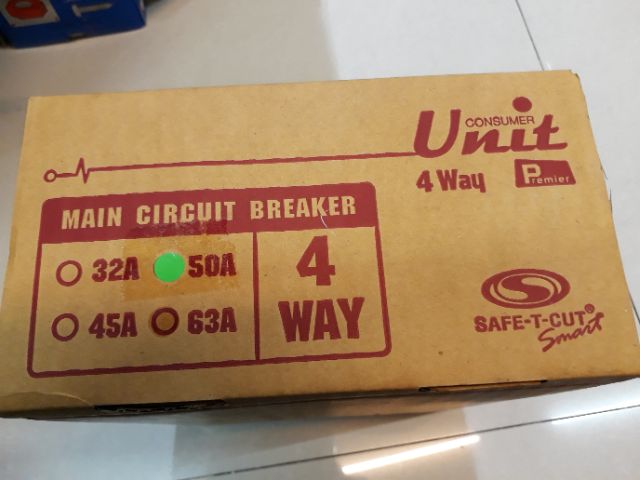 CONSUMER
Unit
4 Way
Premier
MAIN CIRCUIT BREAKER
32A 50A
45A 63A
4
WAY
SAFE-T-CUT®
Smart